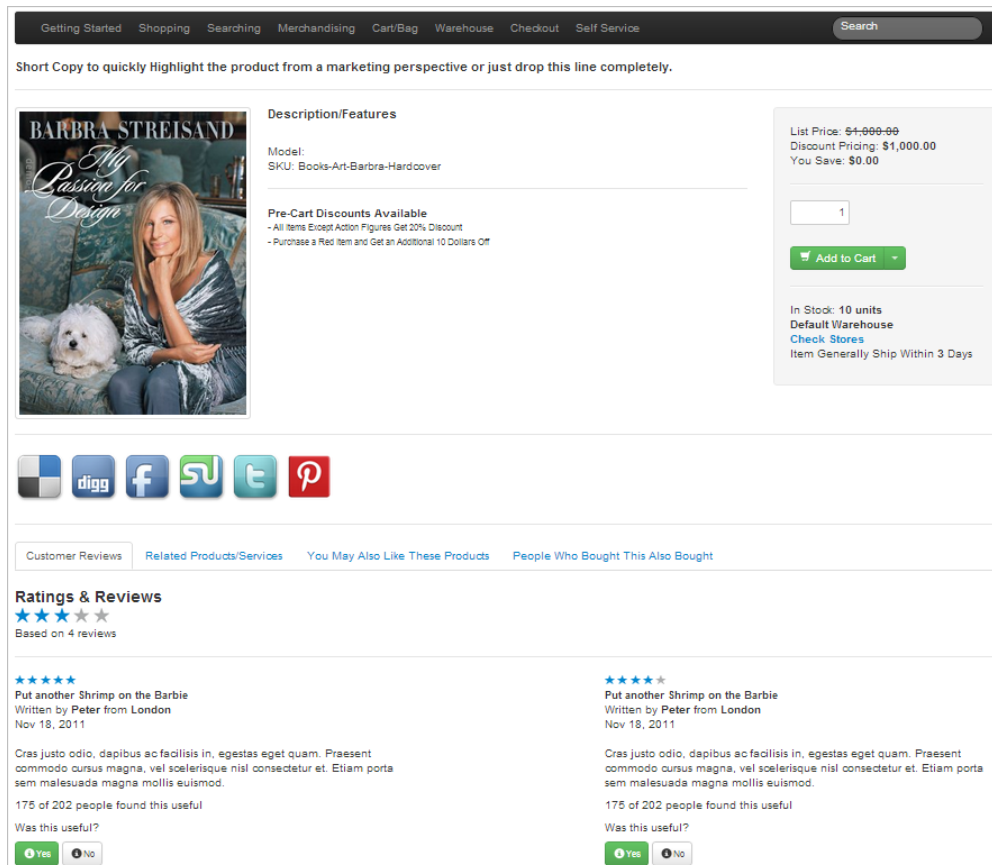 Getting Started Shopping Searching Merchandising Cart/Bag Warehouse Checkout Self Service Search
Short Copy to quickly Highlight the product from a marketing perspective or just drop this line completely.
BARBRA STREISAND
My
Passion for
Design
Description/Features
Model:
SKU: Books-Art-Barbra-Hardcover
Pre-Cart Discounts Available
- All Items Except Action Figures Get 20% Discount
- Purchase a Red Item and Get an Additional 10 Dollars Off
List Price: $1,000.00
Discount Pricing: $1,000.00
You Save: $0.00
1
Add to Cart
In Stock: 10 units
Default Warehouse
Check Stores
Item Generally Ship Within 3 Days
digg f su t p
Customer Reviews Related Products/Services You May Also Like These Products People Who Bought This Also Bought
Ratings & Reviews
Based on 4 reviews
Put another Shrimp on the Barbie
Written by Peter from London
Nov 18, 2011
Cras justo odio, dapibus ac facilisis in, egestas eget quam. Praesent
commodo cursus magna, vel scelerisque nisl consectetur et. Etiam porta
sem malesuada magna mollis euismod.
175 of 202 people found this useful
Was this useful?
Yes No
Put another Shrimp on the Barbie
Written by Peter from London
Nov 18, 2011
Cras justo odio, dapibus ac facilisis in, egestas eget quam. Praesent
commodo cursus magna, vel scelerisque nisl consectetur et. Etiam porta
sem malesuada magna mollis euismod.
175 of 202 people found this useful
Was this useful?
Yes No